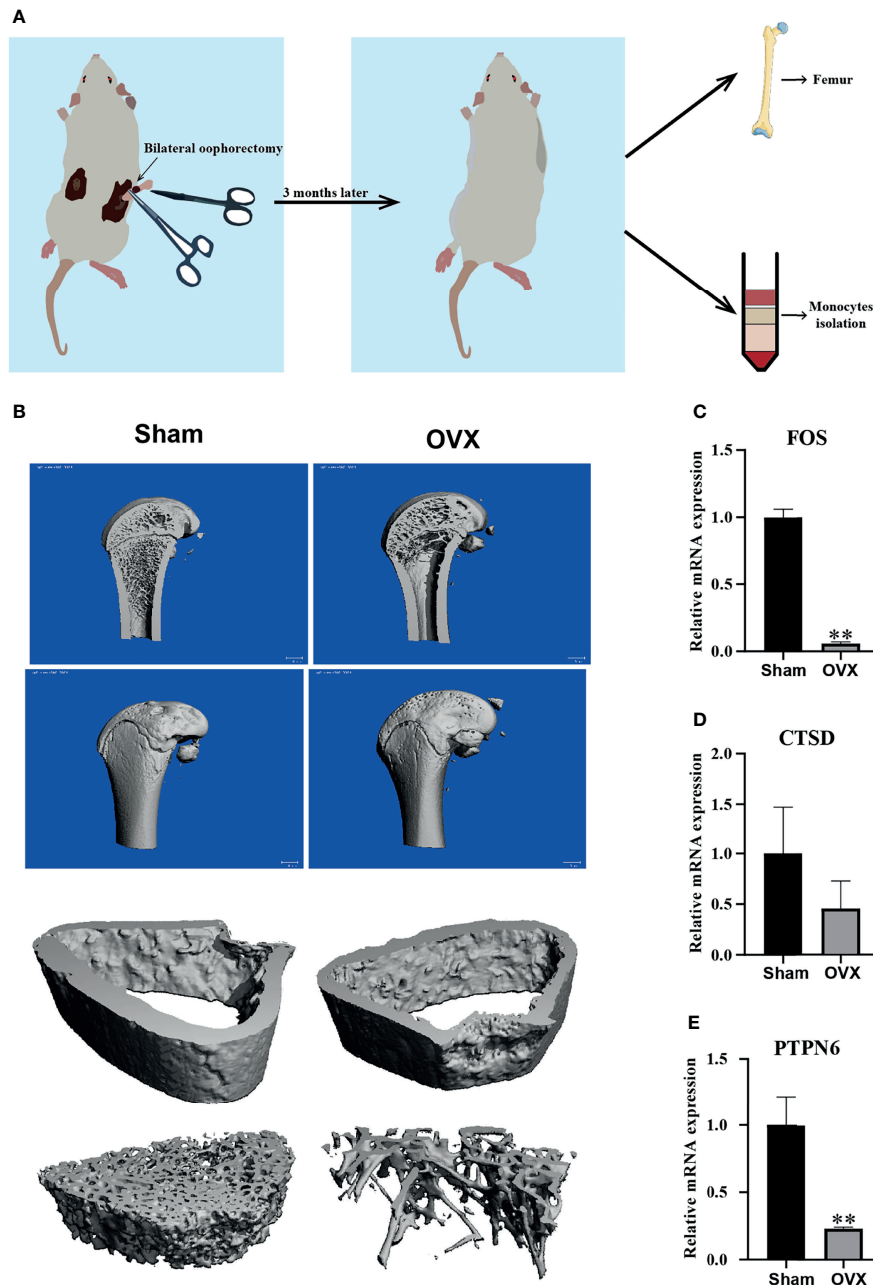 A
Bilateral oophorectomy
3 months later
Femur
Monocytes
isolation
B
Sham
OVX
C
FOS
Relative mRNA expression
1.5
1.0
0.5
0.0
**
Sham
OVX
D
CTSD
Relative mRNA expression
2.0
1.5
1.0
0.5
0.0
Sham
OVX
E
PTPN6
Relative mRNA expression
1.5
1.0
0.5
0.0
**
Sham
OVX